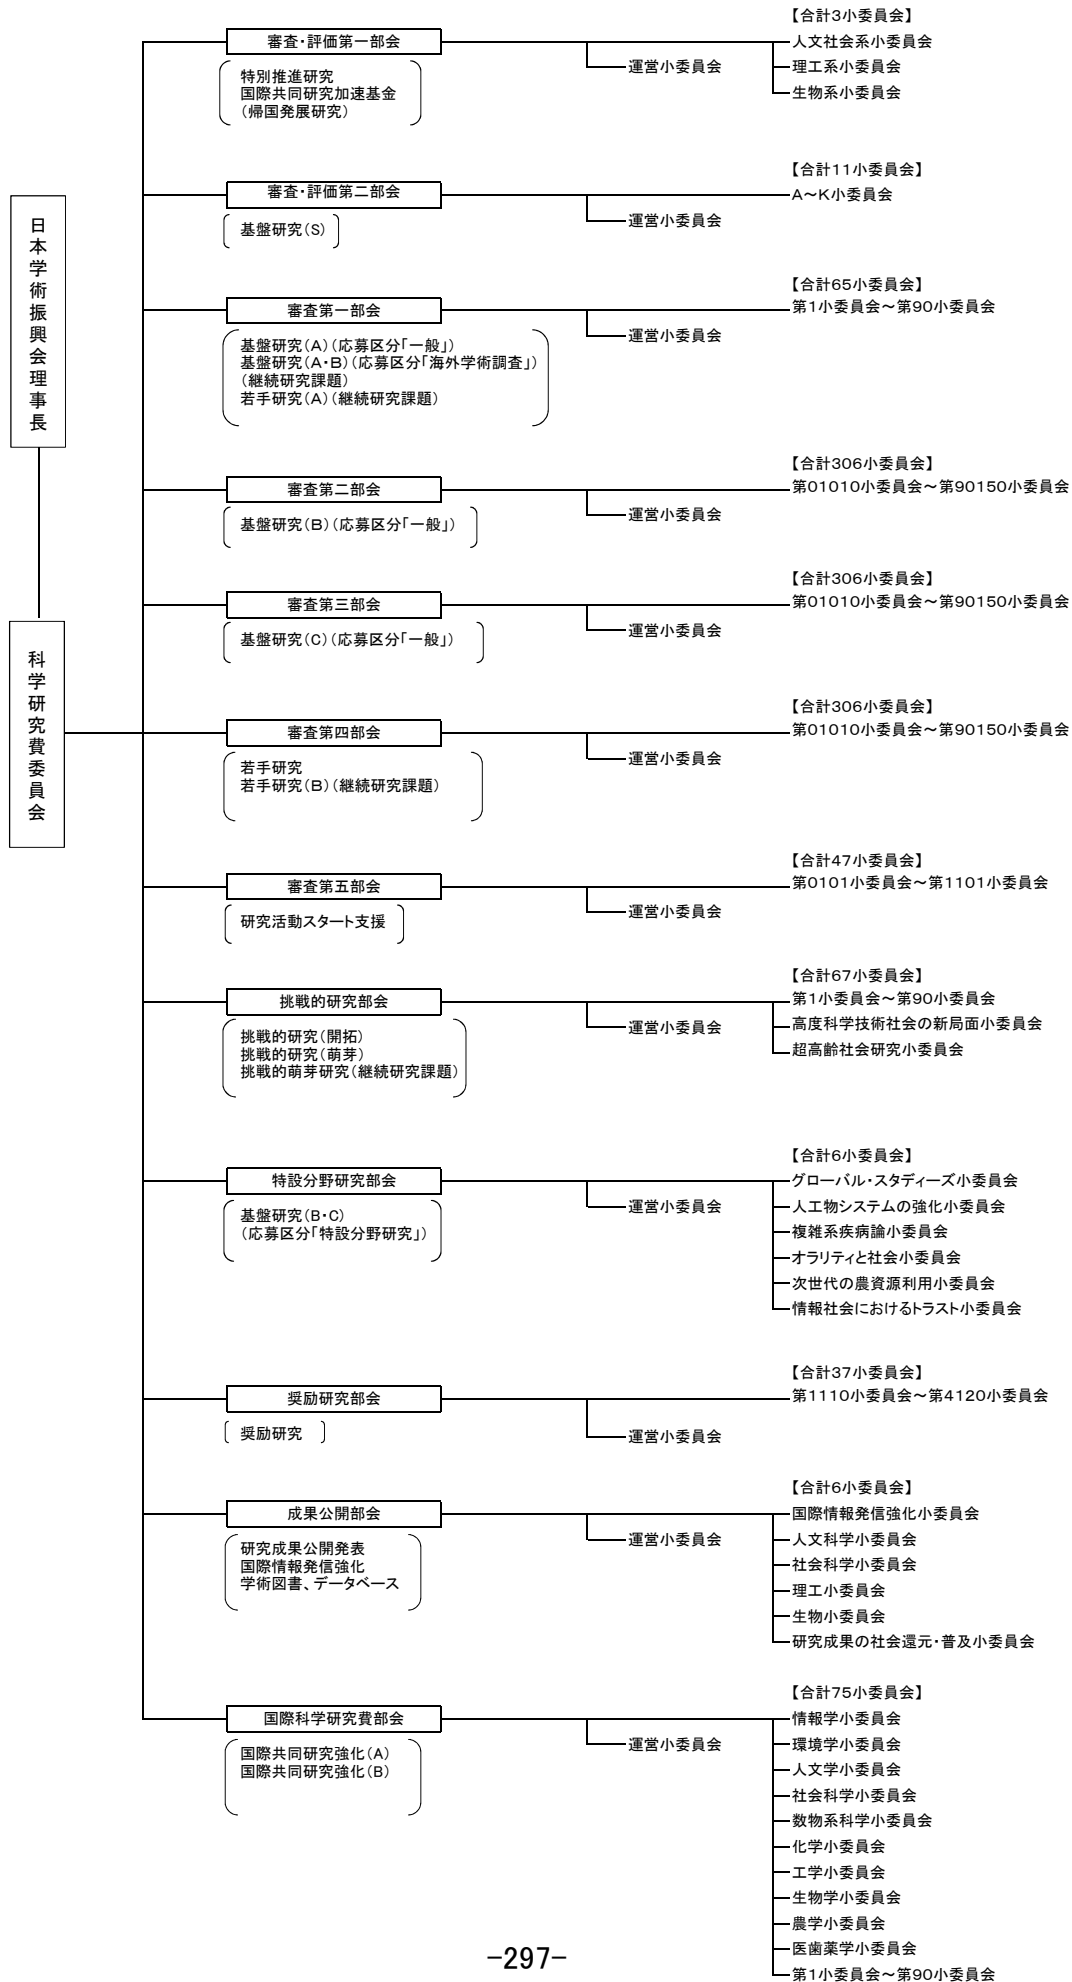 日本学術振興会理事長
科学研究費委員会
審査・評価第一部会
特別推進研究
国際共同研究加速基金
(帰国発展研究)
運営小委員会
【合計3小委員会】
人文社会系小委員会
理工系小委員会
生物系小委員会
審査・評価第二部会
基盤研究(S)
運営小委員会
【合計11小委員会】
A~K小委員会
審査第一部会
基盤研究(A)(応募区分「一般」)
基盤研究(A・B)(応募区分「海外学術調査」)
(継続研究課題)
若手研究(A)(継続研究課題)
運営小委員会
【合計65小委員会】
第1小委員会~第90小委員会
審査第二部会
基盤研究(B)(応募区分「一般」)
運営小委員会
【合計306小委員会】
第01010小委員会~第90150小委員会
審査第三部会
基盤研究(C)(応募区分「一般」)
運営小委員会
【合計306小委員会】
第01010小委員会~第90150小委員会
審査第四部会
若手研究
若手研究(B)(継続研究課題)
運営小委員会
【合計306小委員会】
第01010小委員会~第90150小委員会
審査第五部会
研究活動スタート支援
運営小委員会
【合計47小委員会】
第0101小委員会~第1101小委員会
挑戦的研究部会
挑戦的研究(開拓)
挑戦的研究(萌芽)
挑戦的萌芽研究(継続研究課題)
運営小委員会
【合計67小委員会】
第1小委員会~第90小委員会
高度科学技術社会の新局面小委員会
超高齢社会研究小委員会
特設分野研究部会
基盤研究(B・C)
(応募区分「特設分野研究」)
運営小委員会
【合計6小委員会】
グローバル・スタディーズ小委員会
人工物システムの強化小委員会
複雑系疾病論小委員会
オラリティと社会小委員会
次世代の農資源利用小委員会
情報社会におけるトラスト小委員会
奨励研究部会
奨励研究
運営小委員会
【合計37小委員会】
第1110小委員会~第4120小委員会
成果公開部会
研究成果公開発表
国際情報発信強化
学術図書、データベース
運営小委員会
【合計6小委員会】
国際情報発信強化小委員会
人文科学小委員会
社会科学小委員会
理工小委員会
生物小委員会
研究成果の社会還元・普及小委員会
国際科学研究費部会
国際共同研究強化(A)
国際共同研究強化(B)
運営小委員会
【合計75小委員会】
情報学小委員会
環境学小委員会
人文学小委員会
社会科学小委員会
数物系科学小委員会
化学小委員会
工学小委員会
生物学小委員会
農学小委員会
医歯薬学小委員会
第1小委員会~第90小委員会
-297-